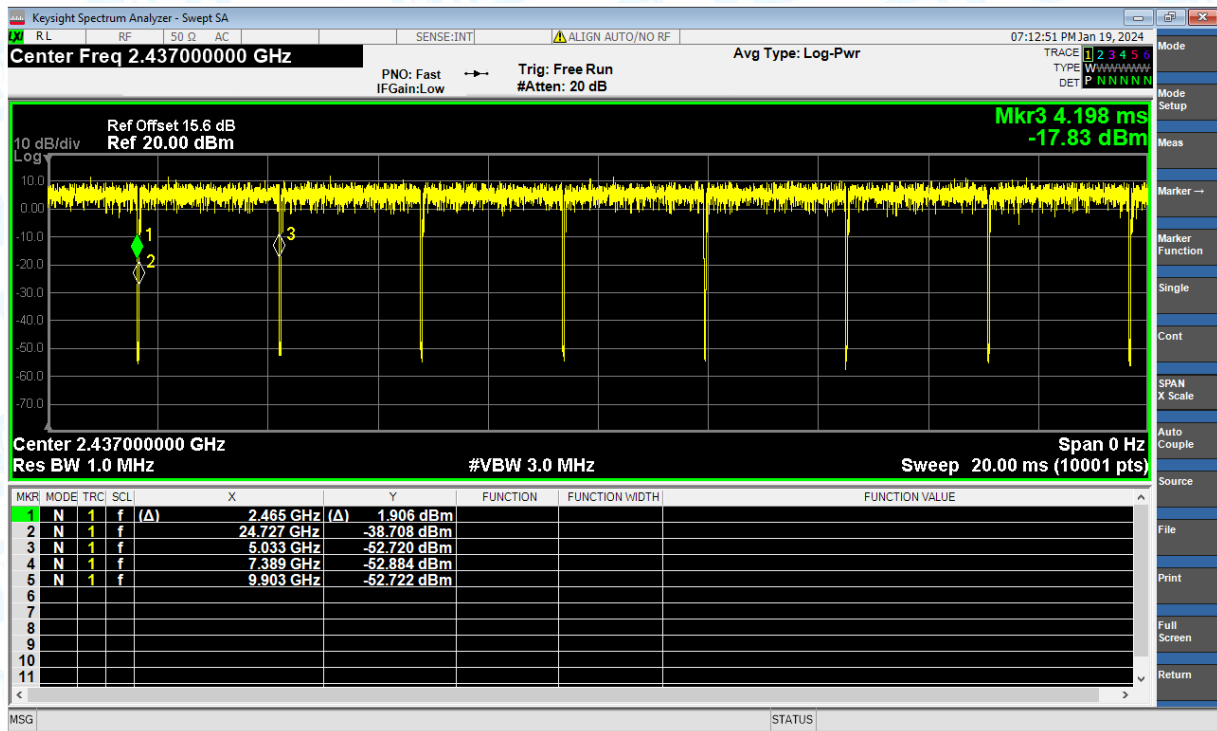 Keysight Spectrum Analyzer - Swept SA
LXI RL RF 50 Ω AC SENSE:INT ALIGN AUTO/NO RF 07:12:51 PM Jan 19, 2024
Center Freq 2.437000000 GHz
PNO: Fast
IFGain:Low
Trig: Free Run
#Atten: 20 dB
Avg Type: Log-Pwr
TRACE 1 2 3 4 5 6
TYPE WWWWWW
DET P N N N N N
Ref Offset 15.6 dB
10 dB/div Ref 20.00 dBm
Log
Mkr3 4.198 ms
-17.83 dBm
10.0
0.00
-10.0
-20.0
-30.0
-40.0
-50.0
-60.0
-70.0
1
2
3
Center 2.437000000 GHz Span 0 Hz
Res BW 1.0 MHz #VBW 3.0 MHz Sweep 20.00 ms (10001 pts)
MKR MODE TRC SCL X Y FUNCTION FUNCTION WIDTH FUNCTION VALUE
1 N 1 f (Δ) 2.465 GHz (Δ) 1.906 dBm
2 N 1 f 24.727 GHz -38.708 dBm
3 N 1 f 5.033 GHz -52.720 dBm
4 N 1 f 7.389 GHz -52.884 dBm
5 N 1 f 9.903 GHz -52.722 dBm
6
7
8
9
10
11
MSG STATUS
Mode
Mode
Setup
Meas
Marker →
Marker
Function
Single
Cont
SPAN
X Scale
Auto
Couple
Source
File
Print
Full
Screen
Return